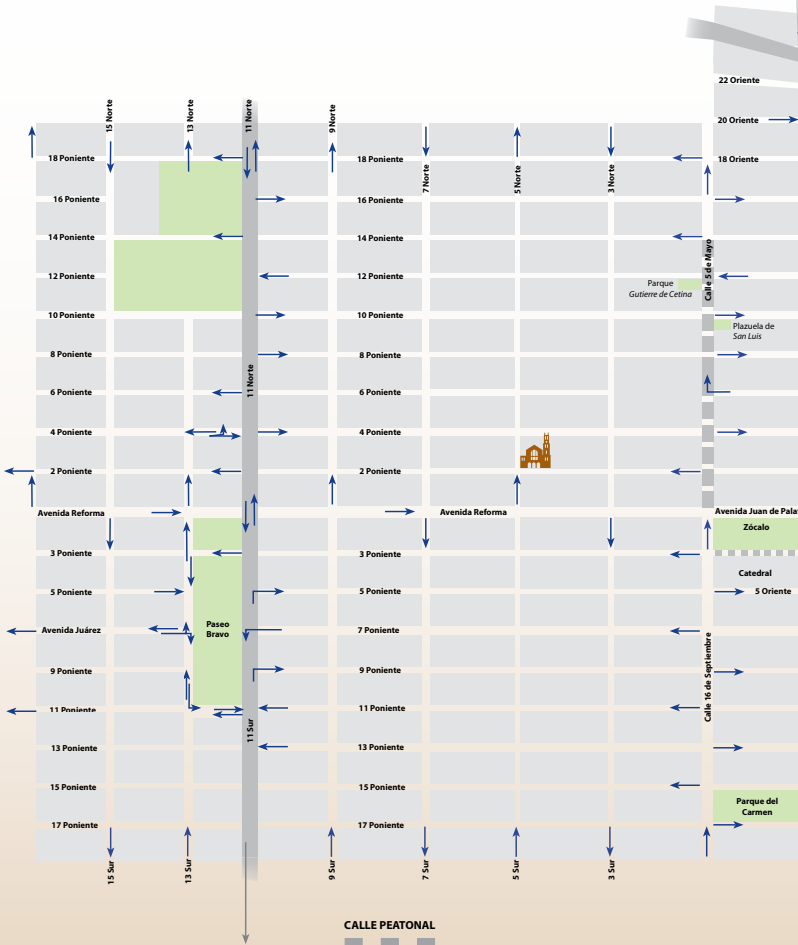 22 Oriente
20 Oriente
15 Norte
13 Norte
11 Norte
9 Norte
18 Poniente
18 Poniente
18 Oriente
7 Norte
5 Norte
3 Norte
16 Poniente
16 Poniente
14 Poniente
14 Poniente
Calle 5 de Mayo
12 Poniente
12 Poniente
Parque
Gutierre de Cetina
10 Poniente
10 Poniente
Plazuela de
San Luis
8 Poniente
8 Poniente
11 Norte
6 Poniente
6 Poniente
4 Poniente
4 Poniente
2 Poniente
2 Poniente
Avenida Reforma
Avenida Reforma
Avenida Juan de Pala
Zócalo
3 Poniente
3 Poniente
Catedral
5 Poniente
5 Poniente
5 Oriente
Paseo
Bravo
Avenida Juárez
7 Poniente
9 Poniente
9 Poniente
Calle 16 de Septiembre
11 Poniente
11 Poniente
11 Sur
13 Poniente
13 Poniente
15 Poniente
15 Poniente
Parque del
Carmen
17 Poniente
17 Poniente
15 Sur
13 Sur
9 Sur
7 Sur
5 Sur
3 Sur
CALLE PEATONAL